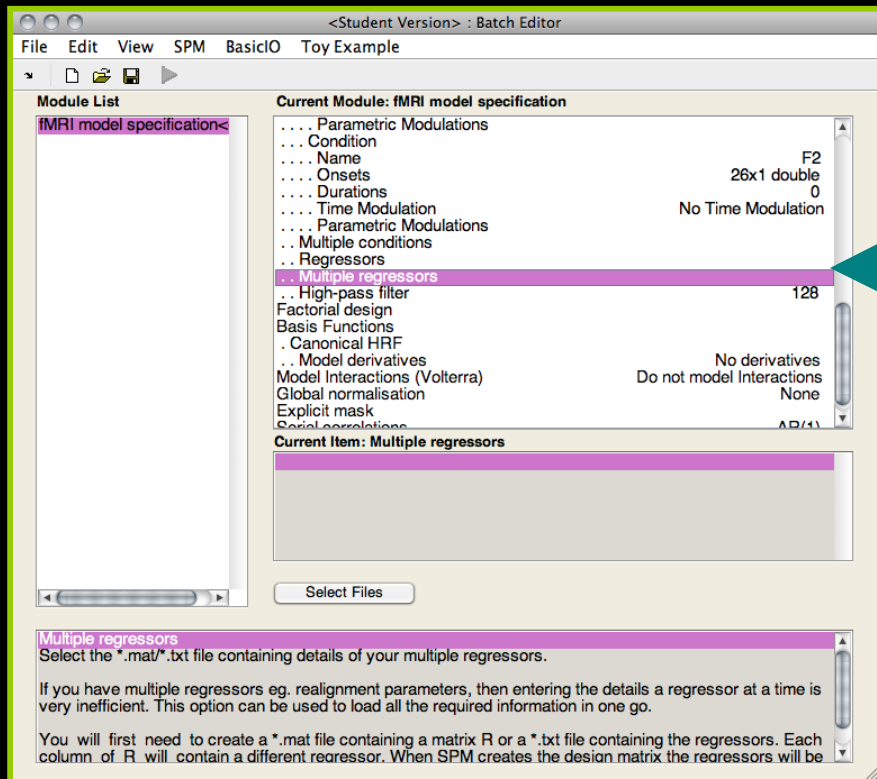 <Student Version> : Batch Editor
File Edit View SPM BasicIO Toy Example
Module List
fMRI model specification<
Current Module: fMRI model specification
. . . . Parametric Modulations
. . . Condition
. . . . Name F2
. . . . Onsets 26x1 double
. . . . Durations 0
. . . . Time Modulation No Time Modulation
. . . . Parametric Modulations
. . Multiple conditions
. . Regressors
. . Multiple regressors
. . High-pass filter 128
Factorial design
Basis Functions
. Canonical HRF
. . Model derivatives No derivatives
Model Interactions (Volterra) Do not model Interactions
Global normalisation None
Explicit mask
Serial correlations AR(1)
Current Item: Multiple regressors
Select Files
Multiple regressors
Select the *.mat/*.txt file containing details of your multiple regressors.
If you have multiple regressors eg. realignment parameters, then entering the details a regressor at a time is
very inefficient. This option can be used to load all the required information in one go.
You will first need to create a *.mat file containing a matrix R or a *.txt file containing the regressors. Each
column of R will contain a different regressor. When SPM creates the design matrix the regressors will be